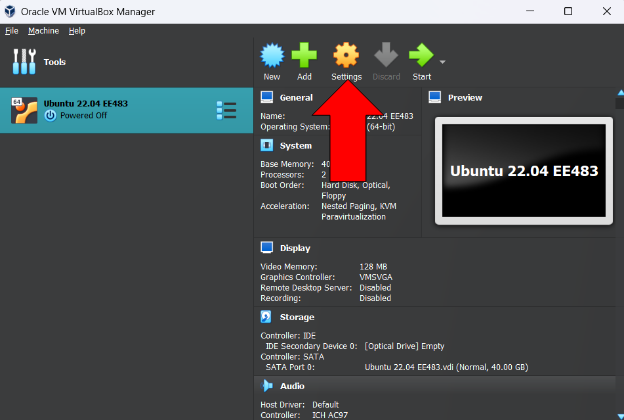 Oracle VM VirtualBox Manager
File Machine Help
Tools
New Add Settings Discard Start
64
Ubuntu 22.04 EE483
Powered Off
General
Name: 22.04 EE483
Operating System: (64-bit)
Preview
Ubuntu 22.04 EE483
System
Base Memory: 40
Processors: 2
Boot Order: Hard Disk, Optical,
Floppy
Acceleration: Nested Paging, KVM
Paravirtualization
Display
Video Memory: 128 MB
Graphics Controller: VMSVGA
Remote Desktop Server: Disabled
Recording: Disabled
Storage
Controller: IDE
IDE Secondary Device 0: [Optical Drive] Empty
Controller: SATA
SATA Port 0: Ubuntu 22.04 EE483.vdi (Normal, 40.00 GB)
Audio
Host Driver: Default
Controller: ICH AC97